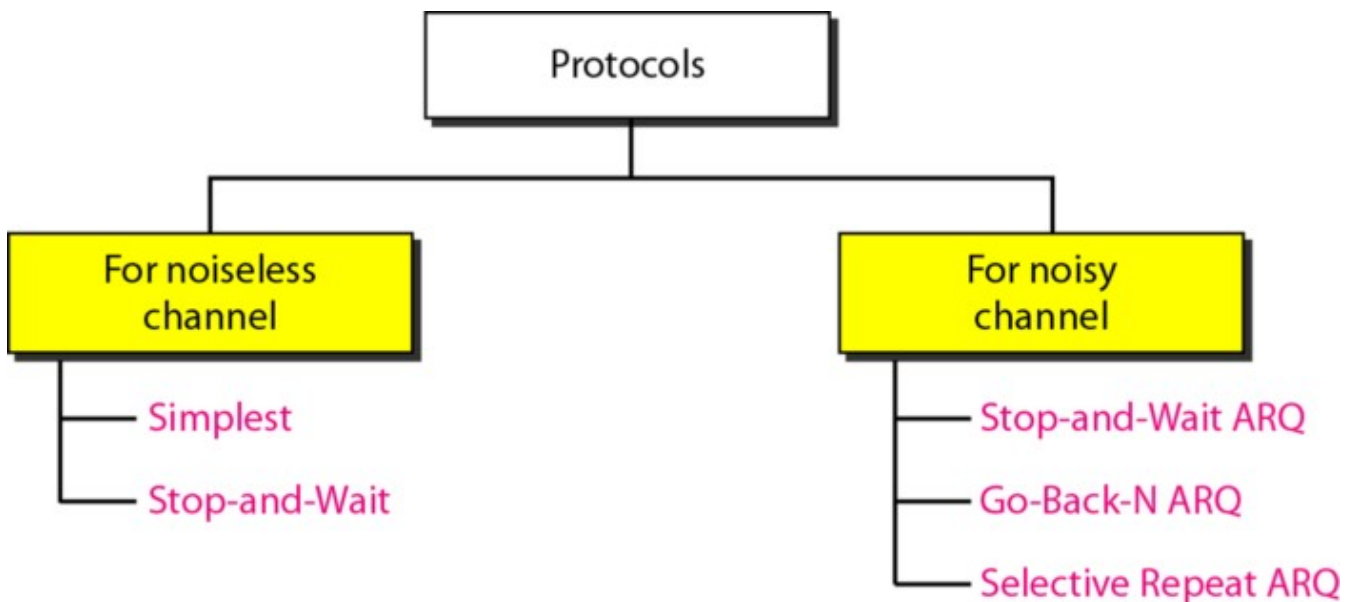 Protocols
For noiseless
channel
For noisy
channel
Simplest
Stop-and-Wait
Stop-and-Wait ARQ
Go-Back-N ARQ
Selective Repeat ARQ